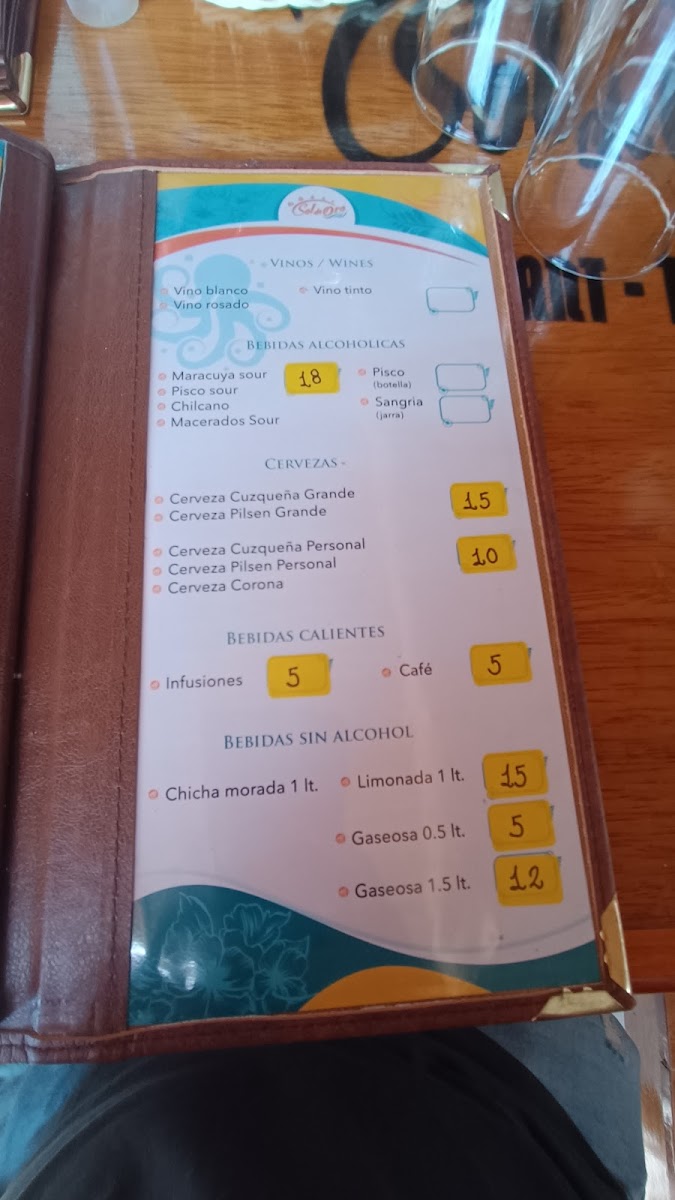 Sol de Oro
Vinos / Wines
Vino blanco
Vino tinto
Vino rosado
Bebidas alcoholicas
Maracuya sour
18
Pisco sour
Chilcano
Macerados Sour
Pisco
(botella)
Sangria
(jarra)
Cervezas -
Cerveza Cuzqueña Grande
Cerveza Pilsen Grande
15
Cerveza Cuzqueña Personal
Cerveza Pilsen Personal
Cerveza Corona
10
Bebidas calientes
Infusiones 5
Café 5
Bebidas sin alcohol
Chicha morada 1 lt.
Limonada 1 lt. 15
Gaseosa 0.5 lt. 5
Gaseosa 1.5 lt. 12